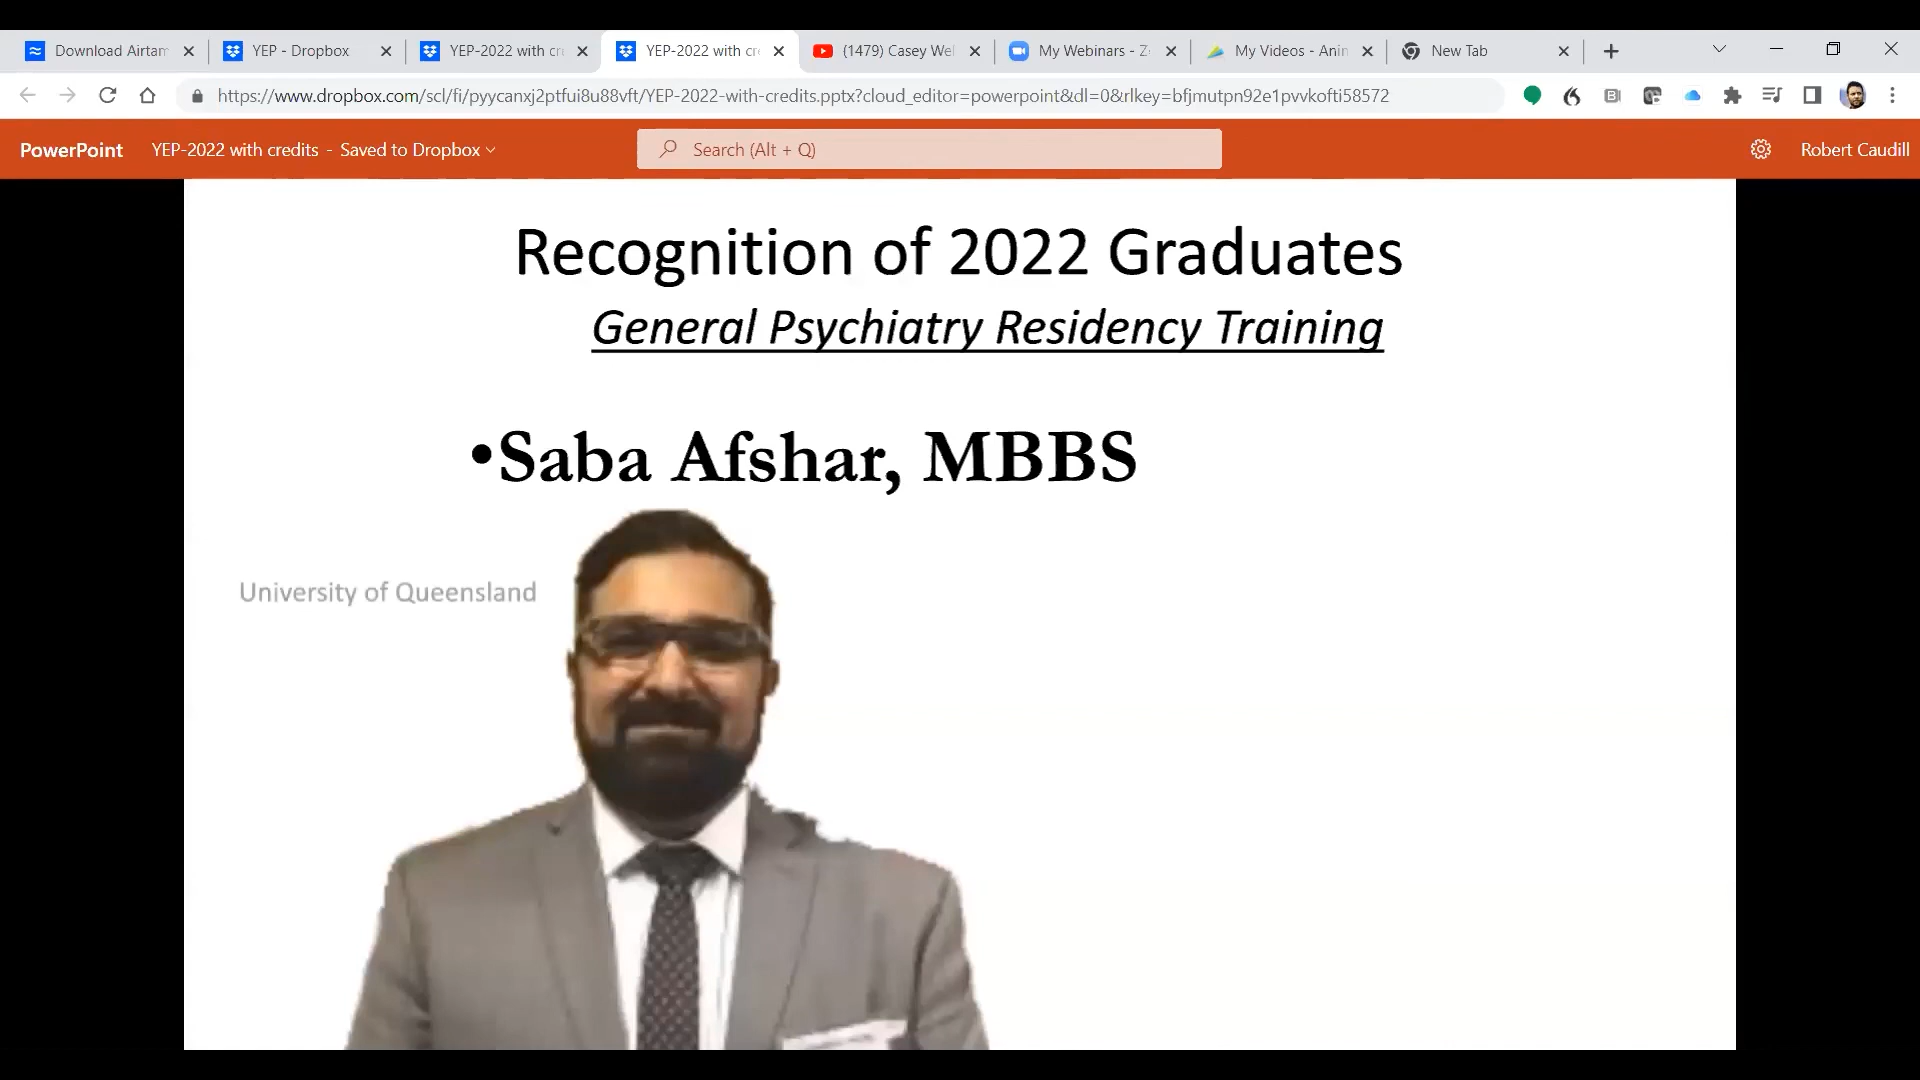 Download Airtam
YEP - Dropbox
YEP-2022 with cr
YEP-2022 with cr
(1479) Casey Wel
My Webinars - Z
My Videos - Anim
New Tab
https://www.dropbox.com/scl/fi/pyycanxj2ptfui8u88vft/YEP-2022-with-credits.pptx?cloud_editor=powerpoint&dl=0&rlkey=bfjmutpn92e1pvvkofti58572
PowerPoint
YEP-2022 with credits - Saved to Dropbox
Search (Alt + Q)
Robert Caudill
Recognition of 2022 Graduates
General Psychiatry Residency Training
•Saba Afshar, MBBS
University of Queensland